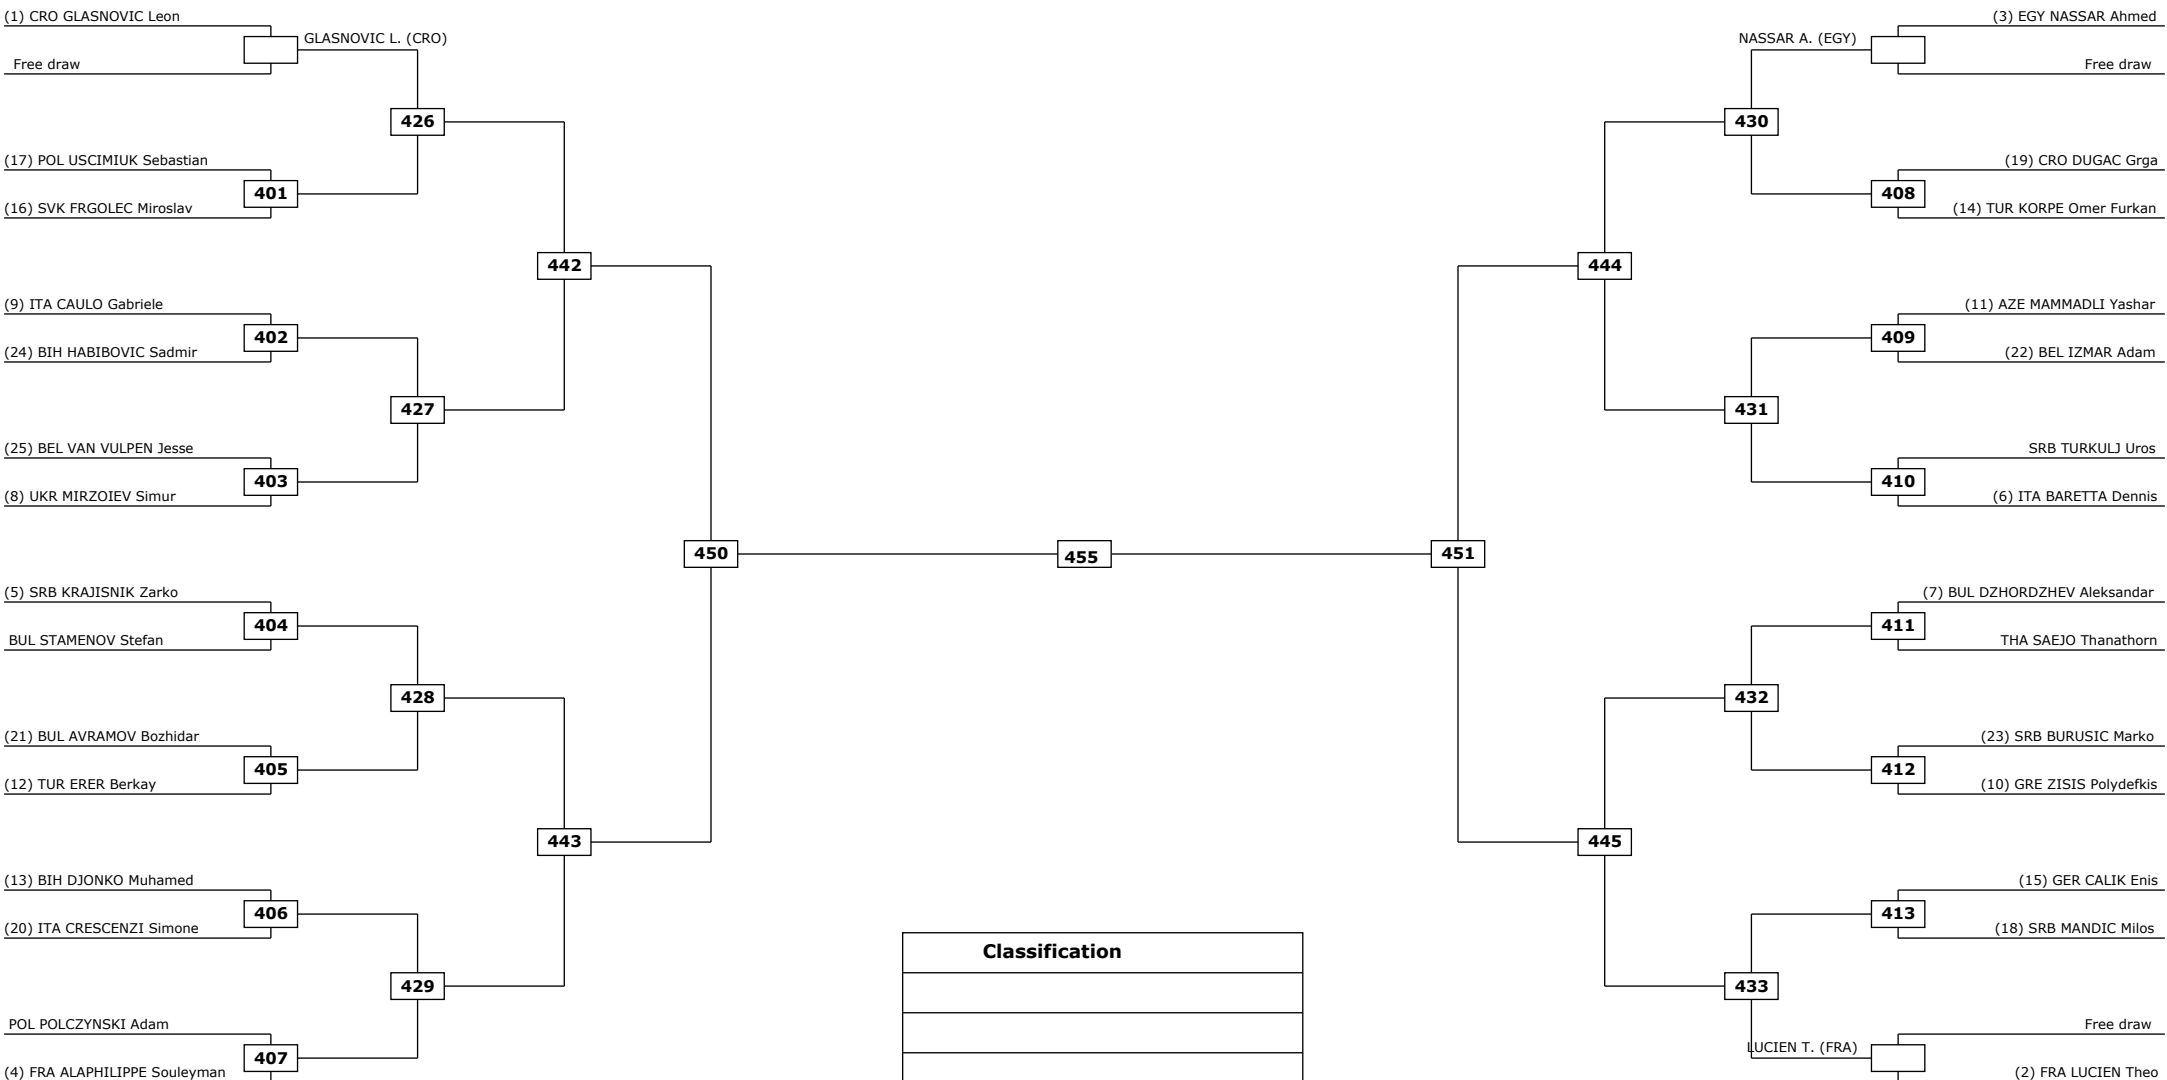 (1) CRO GLASNOVIC Leon
GLASNOVIC L. (CRO)
Free draw
426
(17) POL USCIMIUK Sebastian
401
(16) SVK FRGOLEC Miroslav
442
(9) ITA CAULO Gabriele
402
(24) BIH HABIBOVIC Sadmir
427
(25) BEL VAN VULPEN Jesse
403
(8) UKR MIRZOIEV Simur
450
(5) SRB KRAJISNIK Zarko
404
BUL STAMENOV Stefan
428
(21) BUL AVRAMOV Bozhidar
405
(12) TUR ERER Berkay
443
(13) BIH DJONKO Muhamed
406
(20) ITA CRESCENZI Simone
429
POL POLCZYNSKI Adam
407
(4) FRA ALAPHILIPPE Souleyman
455
Classification
(3) EGY NASSAR Ahmed
NASSAR A. (EGY)
Free draw
430
(19) CRO DUGAC Grga
408
(14) TUR KORPE Omer Furkan
444
(11) AZE MAMMADLI Yashar
409
(22) BEL IZMAR Adam
431
SRB TURKULJ Uros
410
(6) ITA BARETTA Dennis
451
(7) BUL DZHORDZHEV Aleksandar
411
THA SAEJO Thanathorn
432
(23) SRB BURUSIC Marko
412
(10) GRE ZISIS Polydefkis
445
(15) GER CALIK Enis
413
(18) SRB MANDIC Milos
433
Free draw
LUCIEN T. (FRA)
(2) FRA LUCIEN Theo